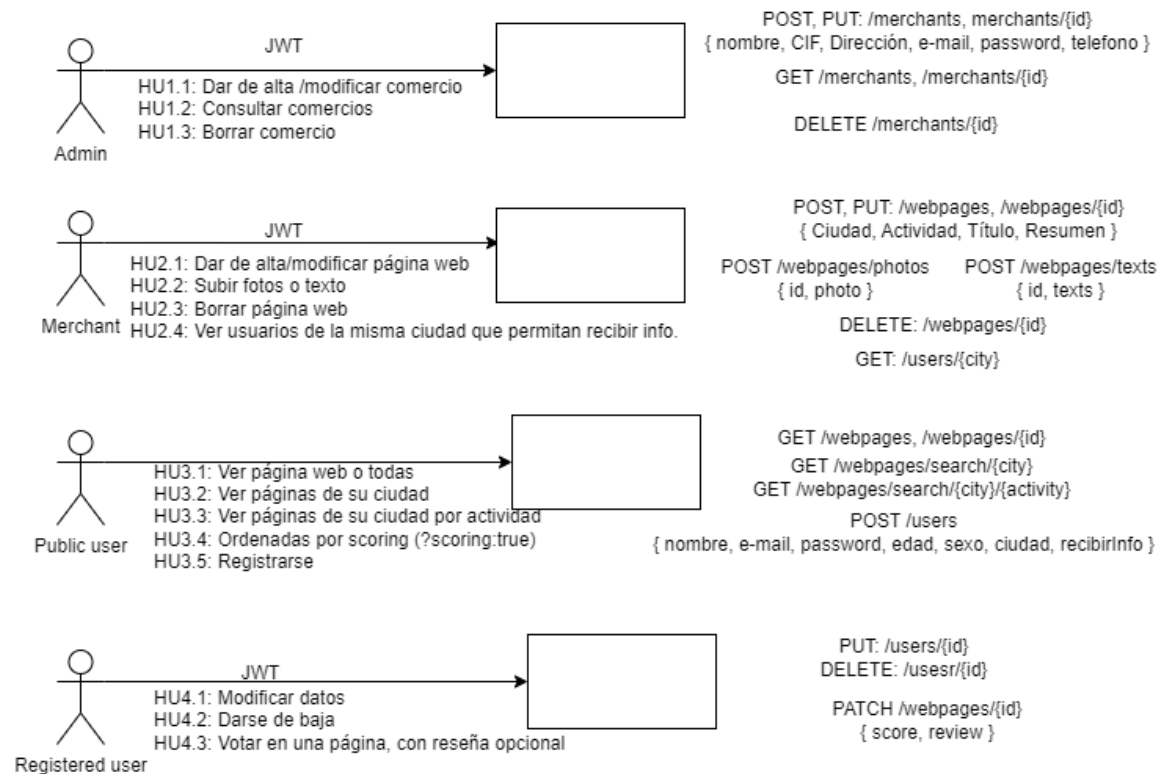 JWT
HU1.1: Dar de alta /modificar comercio
HU1.2: Consultar comercios
HU1.3: Borrar comercio
Admin
POST, PUT: /merchants, merchants/{id}
{ nombre, CIF, Dirección, e-mail, password, telefono }
GET /merchants, /merchants/{id}
DELETE /merchants/{id}
JWT
HU2.1: Dar de alta/modificar página web
HU2.2: Subir fotos o texto
HU2.3: Borrar página web
HU2.4: Ver usuarios de la misma ciudad que permitan recibir info.
Merchant
POST, PUT: /webpages, /webpages/{id}
{ Ciudad, Actividad, Título, Resumen }
POST /webpages/photos
{ id, photo }
POST /webpages/texts
{ id, texts }
DELETE: /webpages/{id}
GET: /users/{city}
HU3.1: Ver página web o todas
HU3.2: Ver páginas de su ciudad
HU3.3: Ver páginas de su ciudad por actividad
HU3.4: Ordenadas por scoring (?scoring:true)
HU3.5: Registrarse
Public user
GET /webpages, /webpages/{id}
GET /webpages/search/{city}
GET /webpages/search/{city}/{activity}
POST /users
{ nombre, e-mail, password, edad, sexo, ciudad, recibirInfo }
JWT
HU4.1: Modificar datos
HU4.2: Darse de baja
HU4.3: Votar en una página, con reseña opcional
Registered user
PUT: /users/{id}
DELETE: /usesr/{id}
PATCH /webpages/{id}
{ score, review }